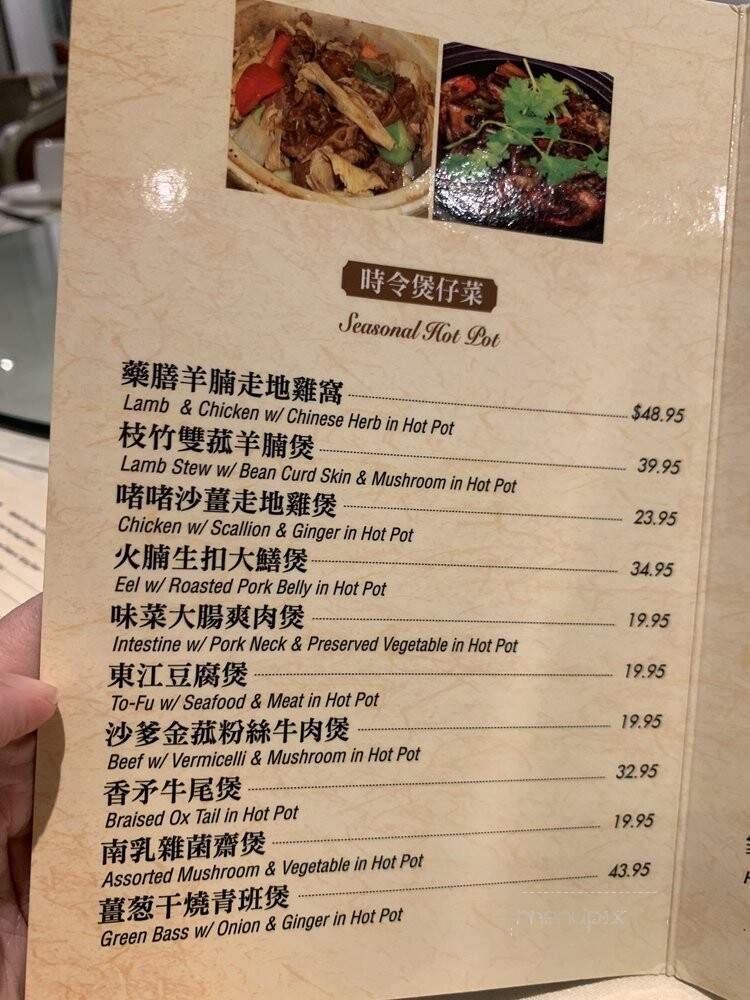 時令煲仔菜
Seasonal Hot Pot
藥膳羊腩走地雞窩 $48.95
Lamb & Chicken w/ Chinese Herb in Hot Pot
枝竹雙菰羊腩煲 39.95
Lamb Stew w/ Bean Curd Skin & Mushroom in Hot Pot
啫啫沙薑走地雞煲 23.95
Chicken w/ Scallion & Ginger in Hot Pot
火腩生扣大鱔煲 34.95
Eel w/ Roasted Pork Belly in Hot Pot
味菜大腸爽肉煲 19.95
Intestine w/ Pork Neck & Preserved Vegetable in Hot Pot
東江豆腐煲 19.95
To-Fu w/ Seafood & Meat in Hot Pot
沙爹金菰粉絲牛肉煲 19.95
Beef w/ Vermicelli & Mushroom in Hot Pot
香矛牛尾煲 32.95
Braised Ox Tail in Hot Pot
南乳雜菌齋煲 19.95
Assorted Mushroom & Vegetable in Hot Pot
薑葱干燒青班煲 43.95
Green Bass w/ Onion & Ginger in Hot Pot
menupix